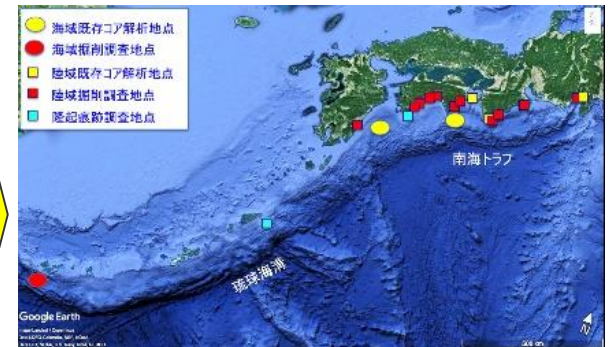 海域既存コア解析地点
海域掘削調査地点
陸域既存コア解析地点
陸域掘削調査地点
隆起痕跡調査地点
南海トラフ
琉球海溝
Google Earth